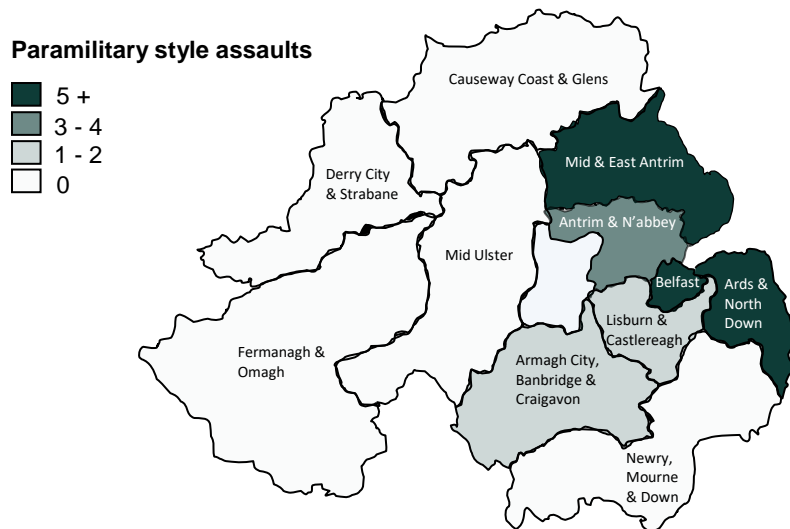 Paramilitary style assaults
5 +
3 - 4
1 - 2
0
Causeway Coast & Glens
Mid & East Antrim
Derry City
& Strabane
Antrim & N'abbey
Mid Ulster
Belfast
Ards &
North
Down
Lisburn &
Castlereagh
Fermanagh &
Omagh
Armagh City,
Banbridge &
Craigavon
Newry,
Mourne
& Down